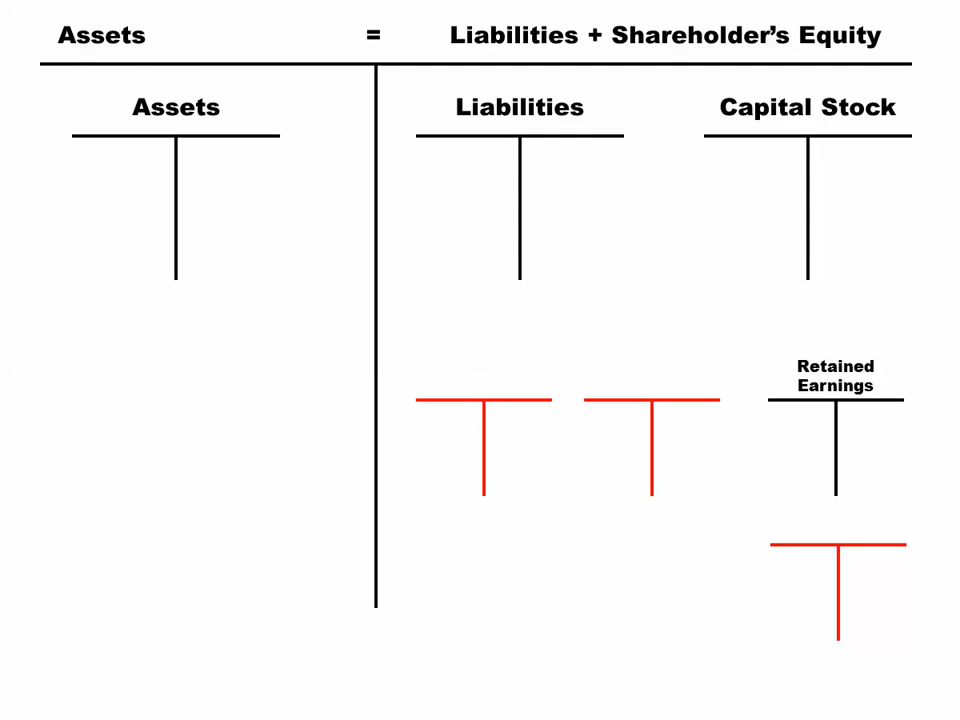 Assets = Liabilities + Shareholder’s Equity
Assets
Liabilities
Capital Stock
Retained
Earnings